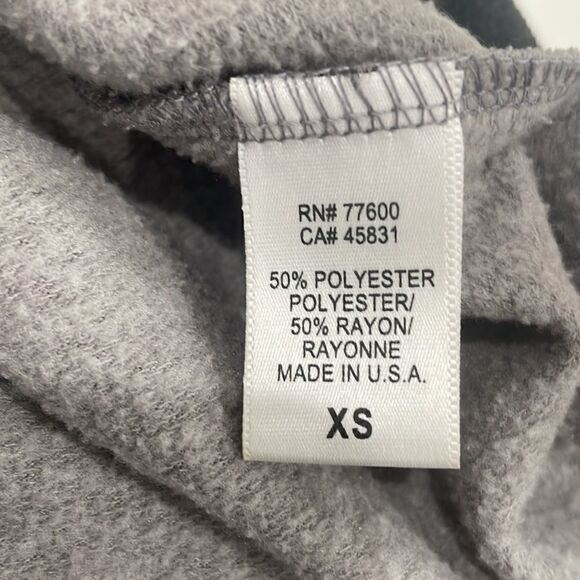 RN# 77600
CA# 45831
50% POLYESTER
POLYESTER/
50% RAYON/
RAYONNE
MADE IN U.S.A.
XS